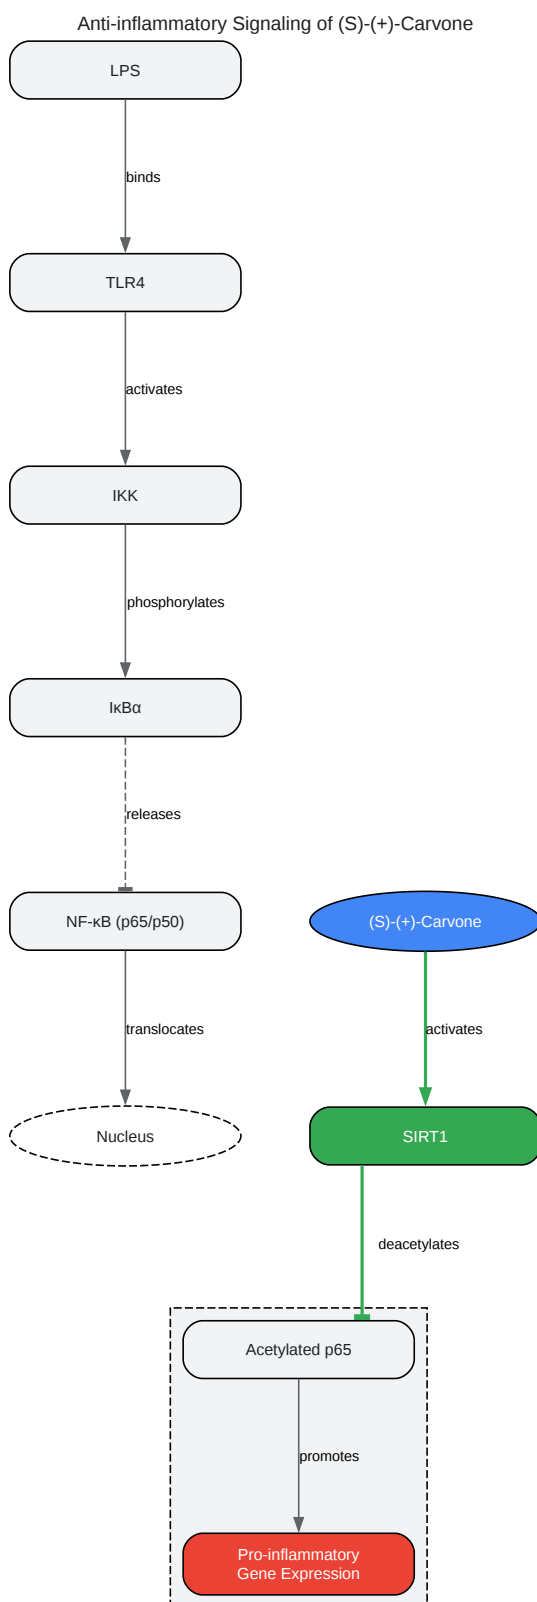 Anti-inflammatory Signaling of (S)-(+)-Carvone
LPS
binds
TLR4
activates
IKK
phosphorylates
IκBα
releases
NF-κB (p65/p50)
(S)-(+)-Carvone
translocates
activates
Nucleus
SIRT1
deacetylates
Acetylated p65
promotes
Pro-inflammatory
Gene Expression